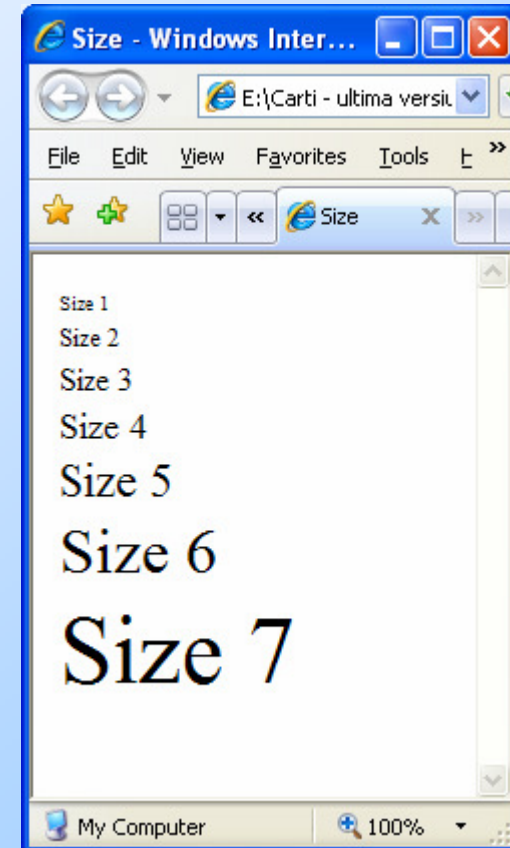 Size - Windows Inter...
E:\Carti - ultima versiu
File Edit View Favorites Tools »
« Size X »
Size 1
Size 2
Size 3
Size 4
Size 5
Size 6
Size 7
My Computer 100%